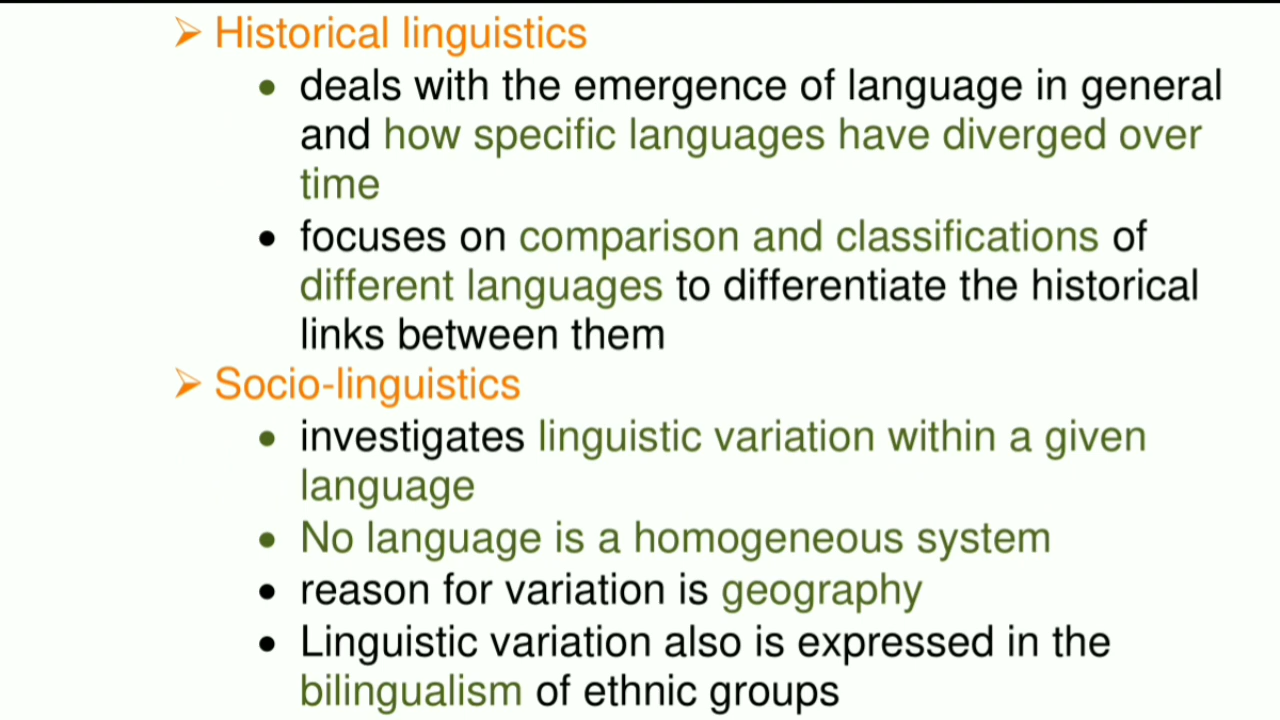 ➢ Historical linguistics
• deals with the emergence of language in general
and how specific languages have diverged over
time
• focuses on comparison and classifications of
different languages to differentiate the historical
links between them
➢ Socio-linguistics
• investigates linguistic variation within a given
language
• No language is a homogeneous system
• reason for variation is geography
• Linguistic variation also is expressed in the
bilingualism of ethnic groups